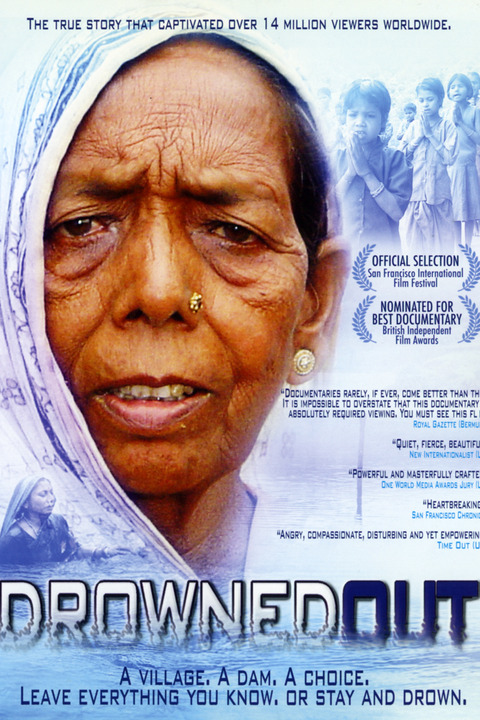 THE TRUE STORY THAT CAPTIVATED OVER 14 MILLION VIEWERS WORLDWIDE.
OFFICIAL SELECTION
San Francisco International
Film Festival
NOMINATED FOR
BEST DOCUMENTARY
British Independent
Film Awards
"DOCUMENTARIES RARELY, IF EVER, COME BETTER THAN
IT IS IMPOSSIBLE TO OVERSTATE THAT THIS DOCUMENTARY
ABSOLUTELY REQUIRED VIEWING. YOU MUST SEE THIS
ROYAL GAZETTE
"QUIET, FIERCE,
NEW INTERNATIONALIST
"POWERFUL AND MASTERFULLY
ONE WORLD MEDIA AWARDS JURY
"HEARTBREAKING
SAN FRANCISCO
"ANGRY, COMPASSIONATE, DISTURBING AND YET
TIME OUT
DROWNED OUT
A VILLAGE. A DAM. A CHOICE.
LEAVE EVERYTHING YOU KNOW. OR STAY AND DROWN.